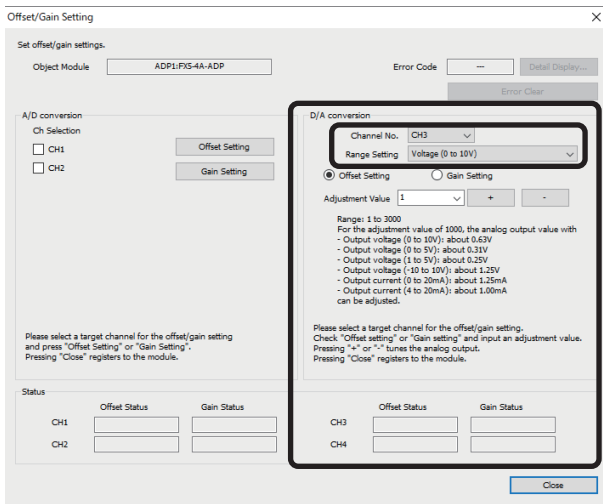 Offset/Gain Setting
Set offset/gain settings.
Object Module
ADP1:FX5-4A-ADP
Error Code
---
Detail Display...
Error Clear
A/D conversion
Ch Selection
CH1
CH2
Offset Setting
Gain Setting
Please select a target channel for the offset/gain setting
and press "Offset Setting" or "Gain Setting".
Pressing "Close" registers to the module.
D/A conversion
Channel No.
CH3
Range Setting
Voltage (0 to 10V)
Offset Setting
Gain Setting
Adjustment Value
1
+
-
Range: 1 to 3000
For the adjustment value of 1000, the analog output value with
- Output voltage (0 to 10V): about 0.63V
- Output voltage (0 to 5V): about 0.31V
- Output voltage (1 to 5V): about 0.25V
- Output voltage (-10 to 10V): about 1.25V
- Output current (0 to 20mA): about 1.25mA
- Output current (4 to 20mA): about 1.00mA
can be adjusted.
Please select a target channel for the offset/gain setting.
Check "Offset setting" or "Gain setting" and input an adjustment value.
Pressing "+" or "-" tunes the analog output.
Pressing "Close" registers to the module.
Status
Offset Status
Gain Status
CH1
CH2
Offset Status
Gain Status
CH3
CH4
Close